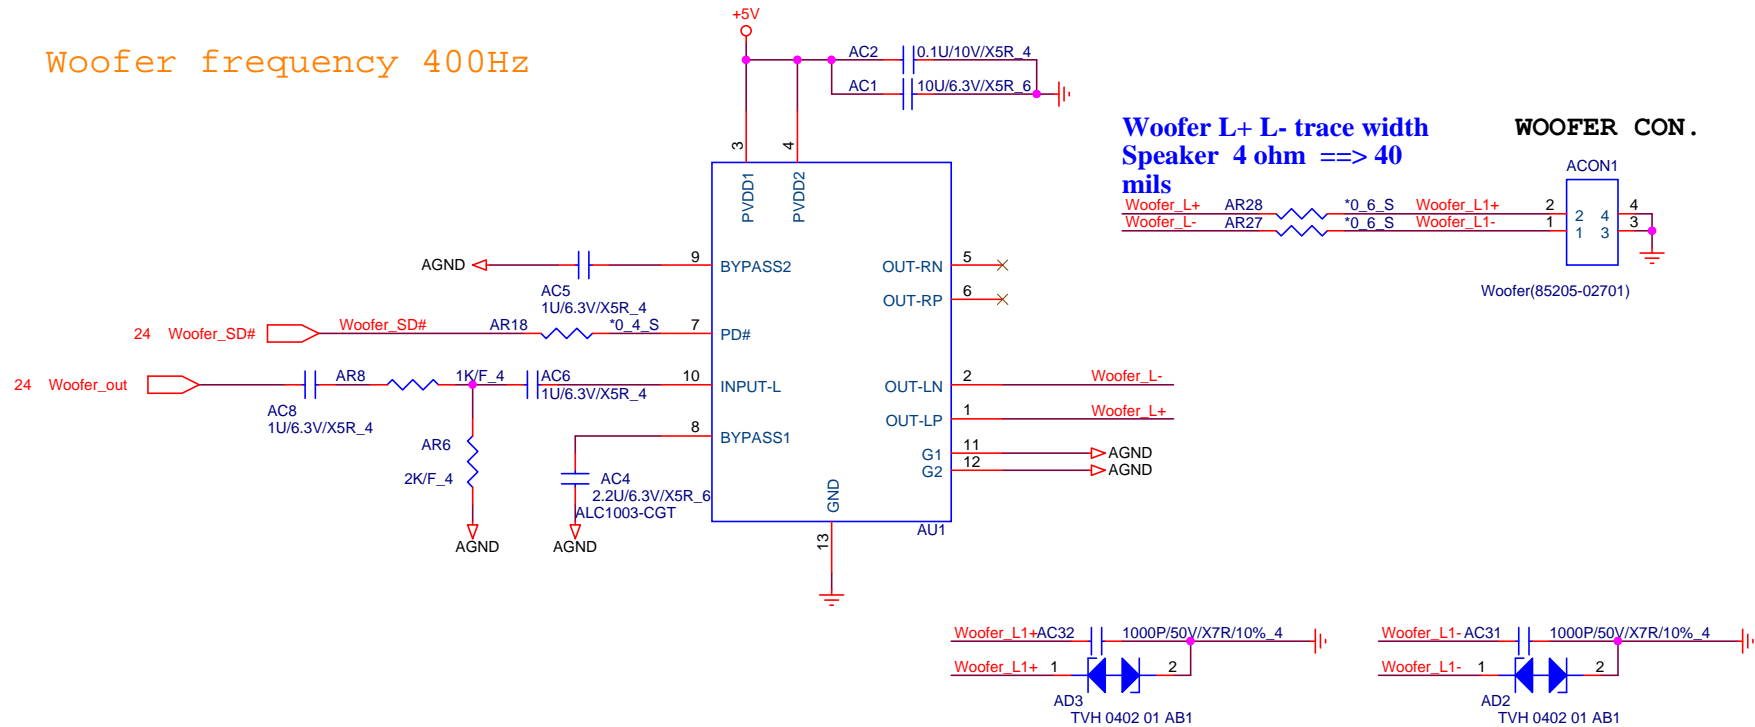 +5V
Woofer frequency 400Hz
AC2 0.1U/10V/X5R_4
AC1 10U/6.3V/X5R_6
Woofer L+ L- trace width
Speaker 4 ohm ==> 40
mils
WOOFER CON.
ACON1
3 4
PVDD1 PVDD2
Woofer_L+ AR28 *0_6_S Woofer_L1+ 2 2 4 4
Woofer_L- AR27 *0_6_S Woofer_L1- 1 1 3 3
Woofer(85205-02701)
AGND 9 BYPASS2
AC5
1U/6.3V/X5R_4
OUT-RN 5
OUT-RP 6
24 Woofer_SD# Woofer_SD# AR18 *0_4_S 7 PD#
24 Woofer_out AR8 1K/F_4 AC6 10 INPUT-L
1U/6.3V/X5R_4
AC8
1U/6.3V/X5R_4
OUT-LN 2 Woofer_L-
OUT-LP 1 Woofer_L+
8 BYPASS1
AR6
2K/F_4
G1 11 AGND
G2 12 AGND
AC4
2.2U/6.3V/X5R_6
ALC1003-CGT
GND
AU1
13
AGND AGND
Woofer_L1+ AC32 1000P/50V/X7R/10%_4
Woofer_L1+ 1 2
AD3
TVH 0402 01 AB1
Woofer_L1- AC31 1000P/50V/X7R/10%_4
Woofer_L1- 1 2
AD2
TVH 0402 01 AB1